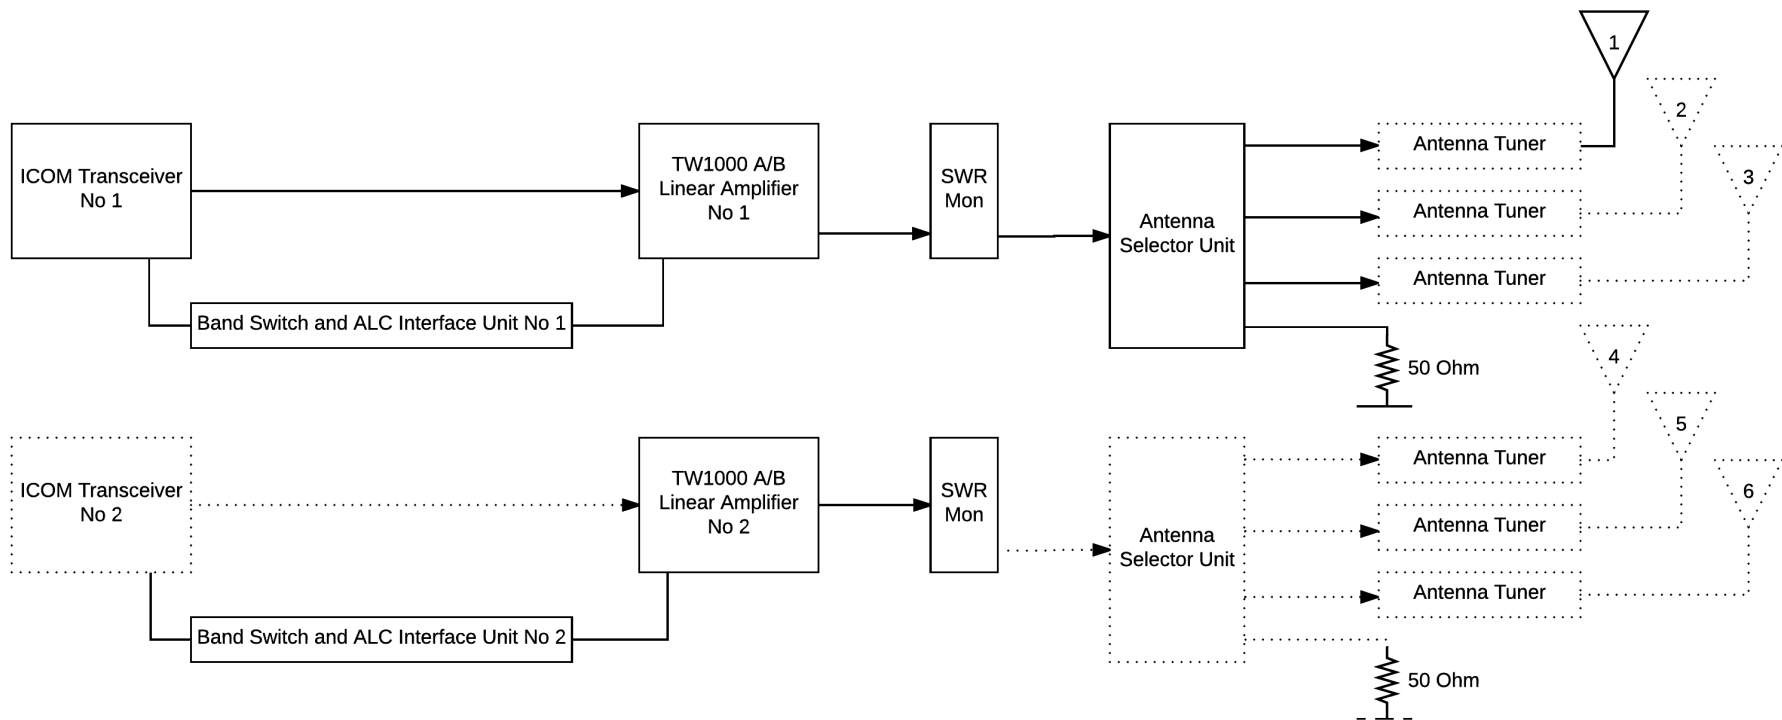 1
2
3
ICOM Transceiver
No 1
TW1000 A/B
Linear Amplifier
No 1
SWR
Mon
Antenna
Selector Unit
Antenna Tuner
Antenna Tuner
Antenna Tuner
Band Switch and ALC Interface Unit No 1
50 Ohm
4
5
6
ICOM Transceiver
No 2
TW1000 A/B
Linear Amplifier
No 2
SWR
Mon
Antenna
Selector Unit
Antenna Tuner
Antenna Tuner
Antenna Tuner
Band Switch and ALC Interface Unit No 2
50 Ohm